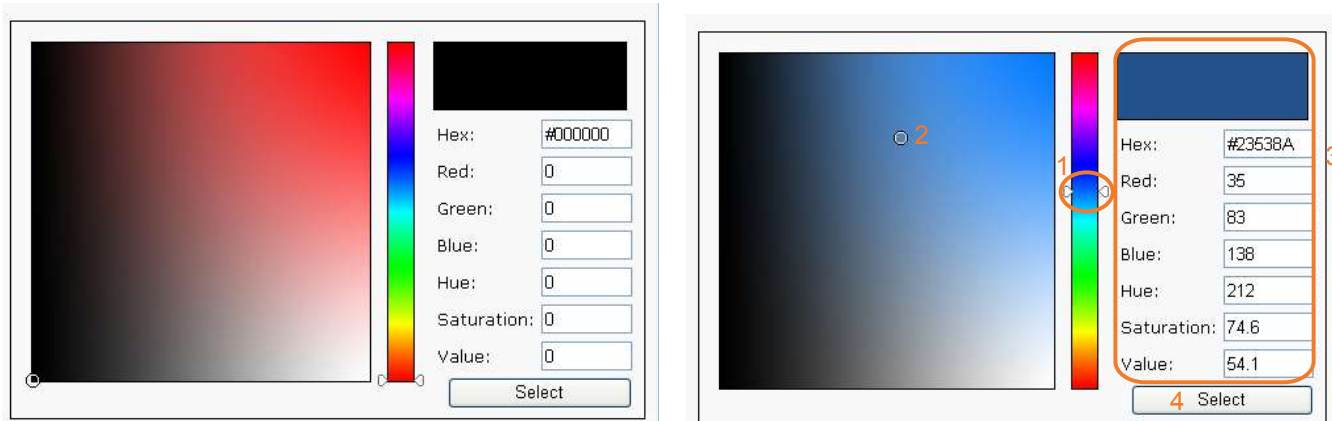 Hex: #000000
Red: 0
Green: 0
Blue: 0
Hue: 0
Saturation: 0
Value: 0
Select
1
2
3
Hex: #23538A
Red: 35
Green: 83
Blue: 138
Hue: 212
Saturation: 74.6
Value: 54.1
4 Select